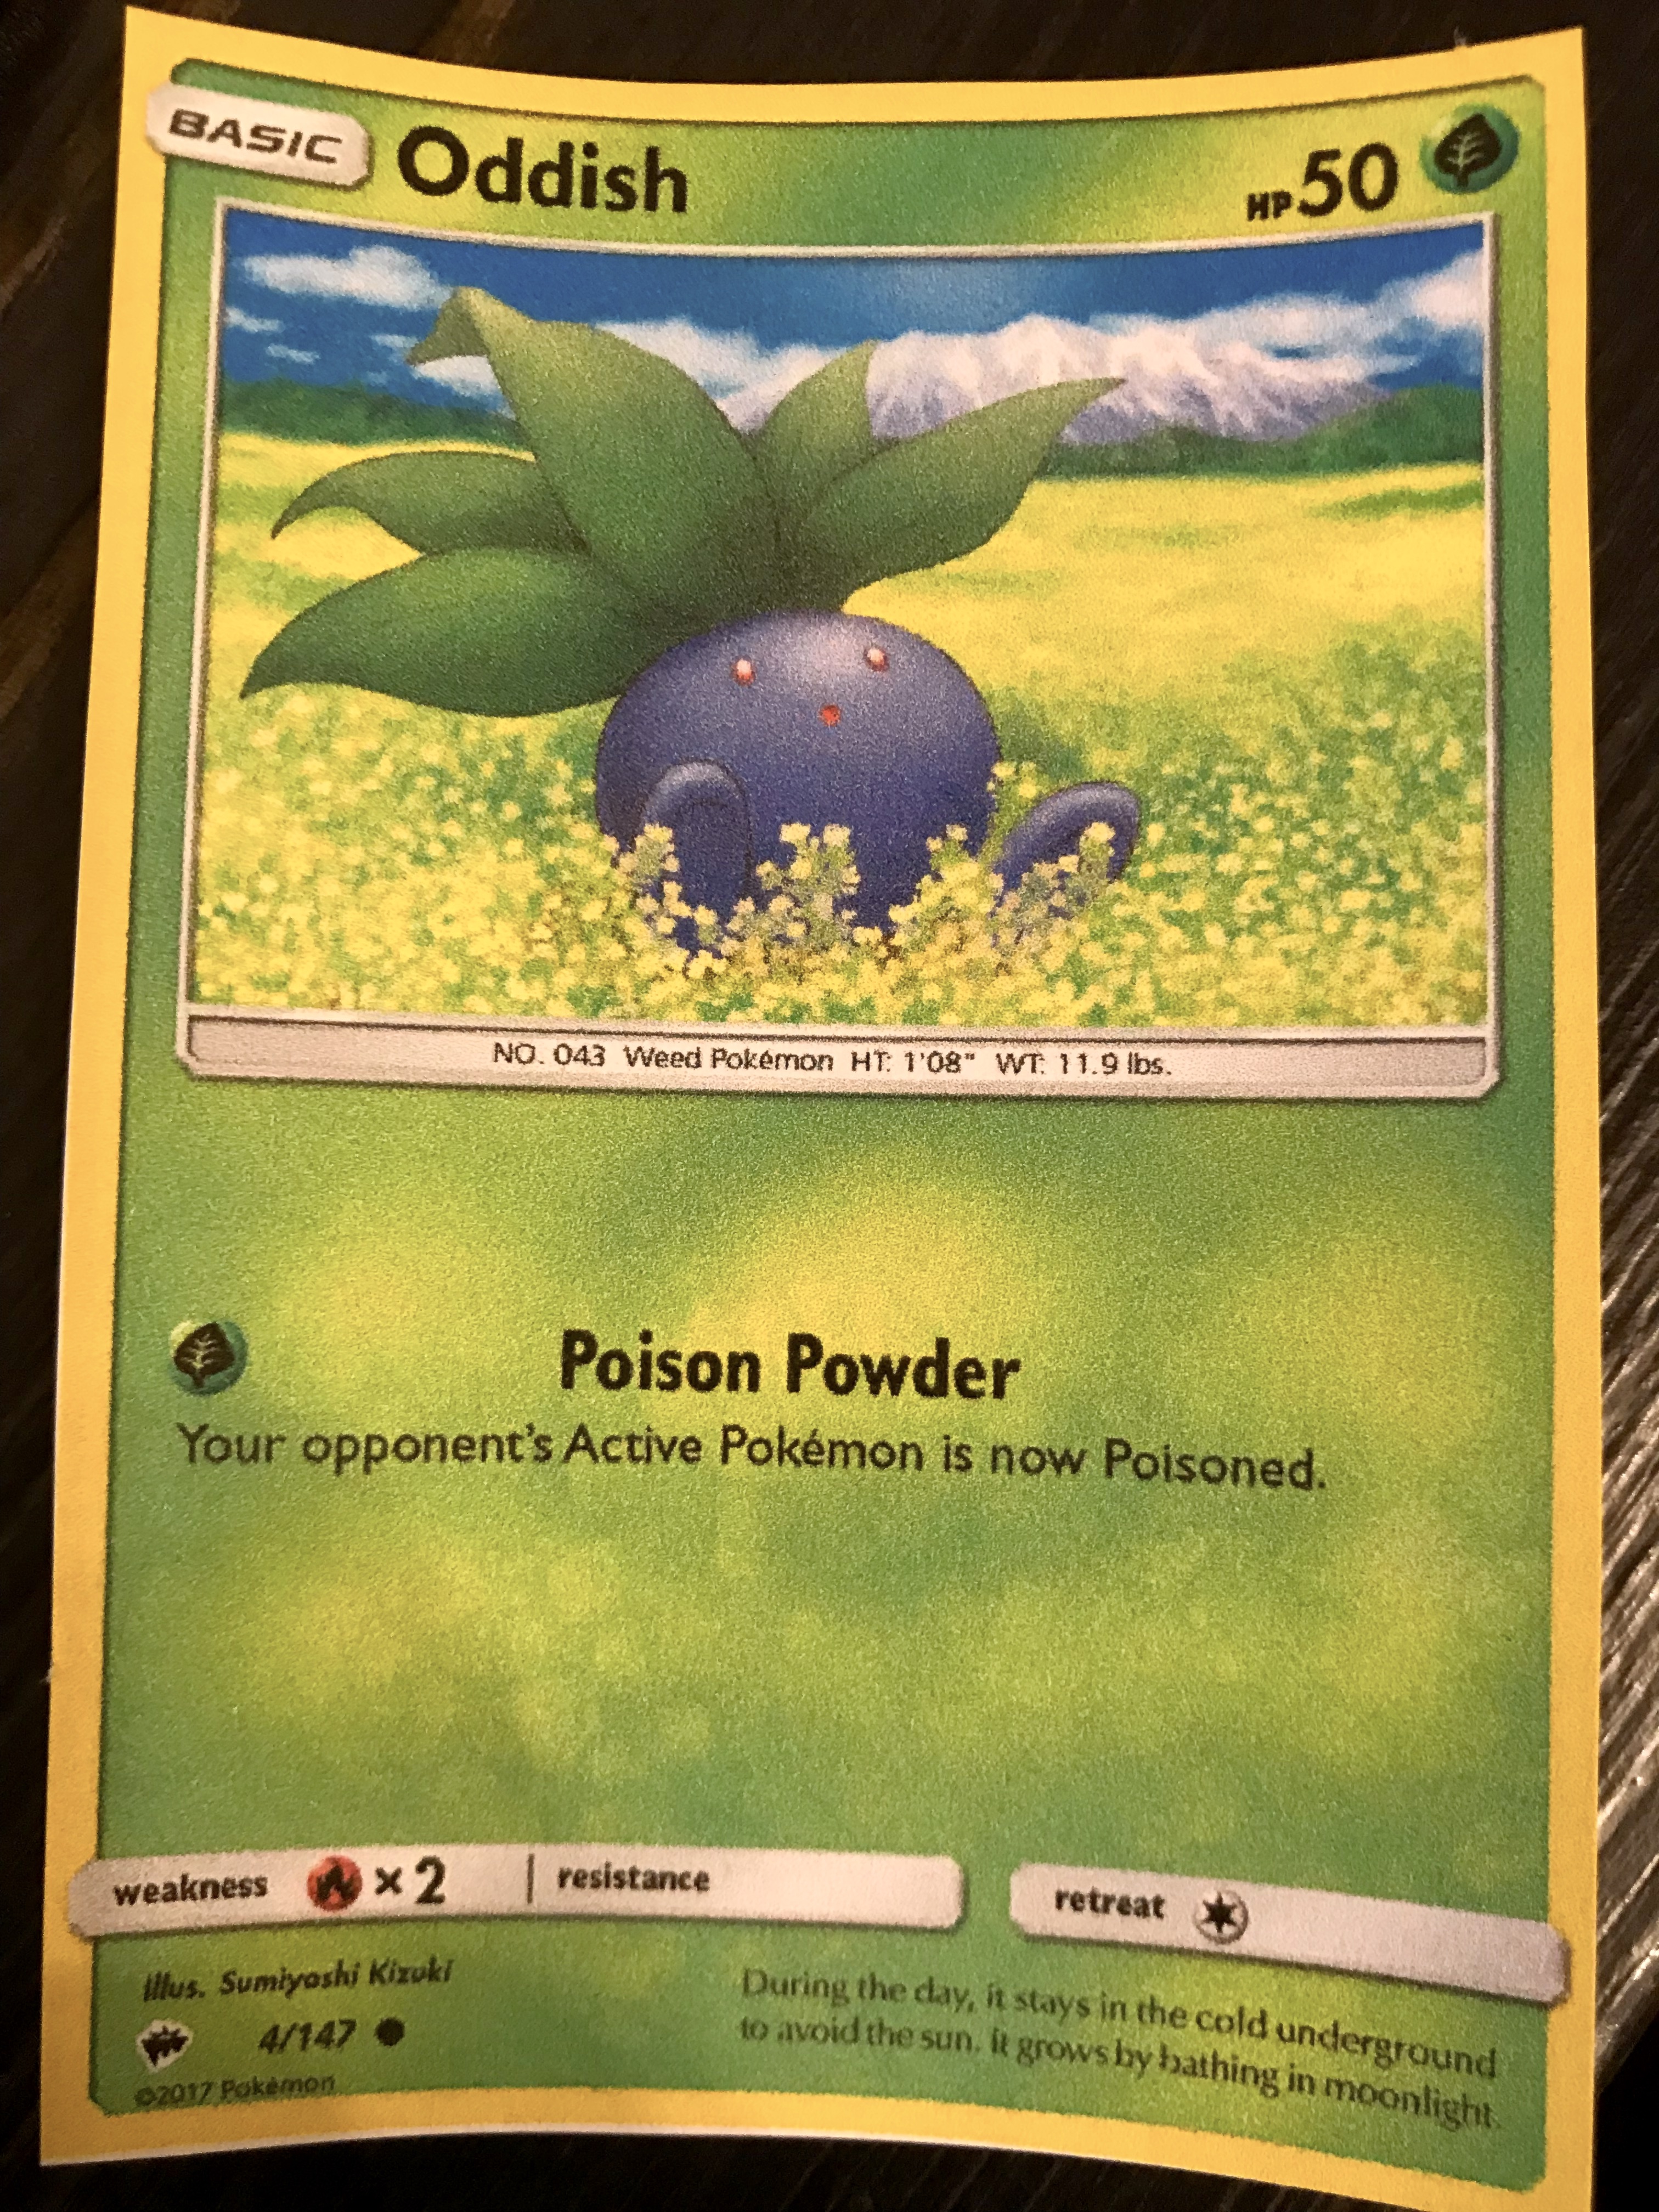 BASIC Oddish HP 50
NO. 043 Weed Pokémon HT: 1'08" WT: 11.9 lbs.
Poison Powder
Your opponent's Active Pokémon is now Poisoned.
weakness × 2 resistance retreat
Illus. Sumiyoshi Kizuki
4/147
©2017 Pokémon
During the day, it stays in the cold underground
to avoid the sun. It grows by bathing in moonlight.